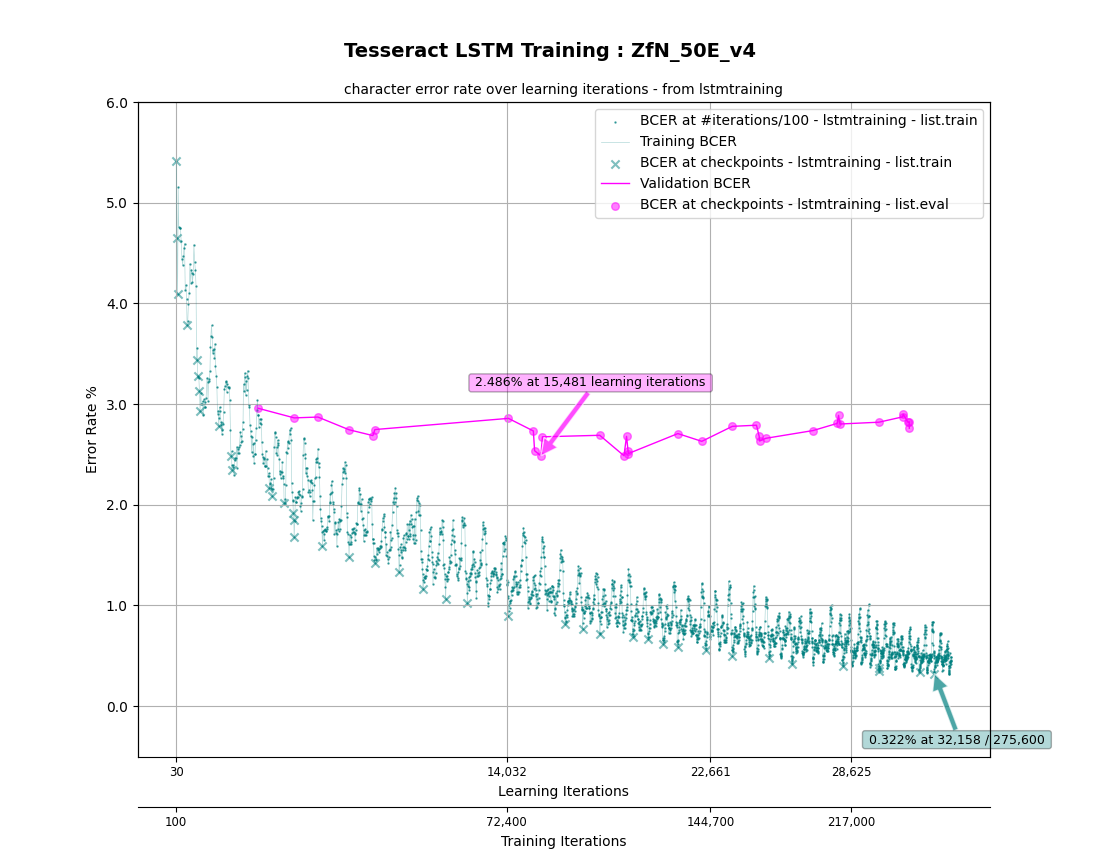 Tesseract LSTM Training : ZfN_50E_v4
character error rate over learning iterations - from lstmtraining
6.0
BCER at #iterations/100 - lstmtraining - list.train
Training BCER
BCER at checkpoints - lstmtraining - list.train
Validation BCER
BCER at checkpoints - lstmtraining - list.eval
5.0
4.0
2.486% at 15,481 learning iterations
3.0
Error Rate %
2.0
1.0
0.0
0.322% at 32,158 / 275,600
30 14,032 22,661 28,625
Learning Iterations
100 72,400 144,700 217,000
Training Iterations